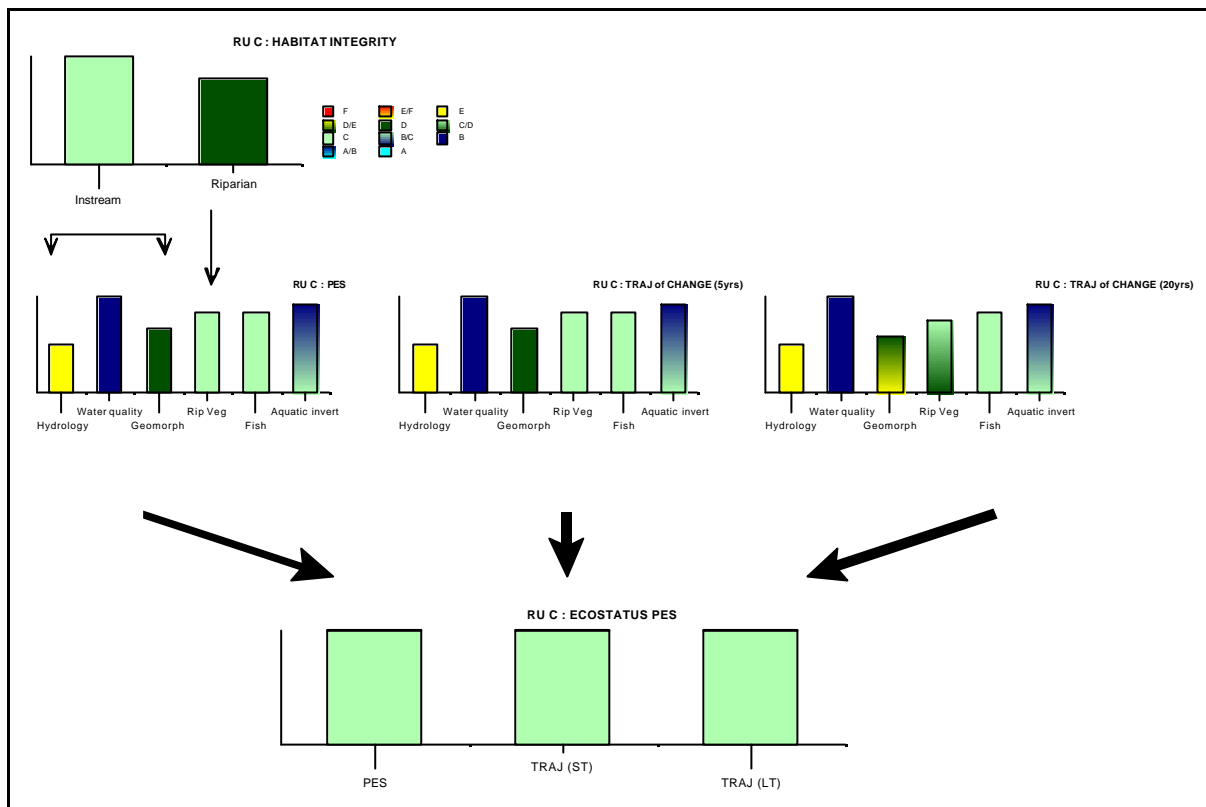 RU C : HABITAT INTEGRITY
F E/F E
D/E D C/D
C B/C B
A/B A
Instream
Riparian
RU C : PES
Hydrology
Water quality
Geomorph
Rip Veg
Fish
Aquatic invert
RU C : TRAJ of CHANGE (5yrs)
Hydrology
Water quality
Geomorph
Rip Veg
Fish
Aquatic invert
RU C : TRAJ of CHANGE (20yrs)
Hydrology
Water quality
Geomorph
Rip Veg
Fish
Aquatic invert
RU C : ECOSTATUS PES
PES
TRAJ (ST)
TRAJ (LT)